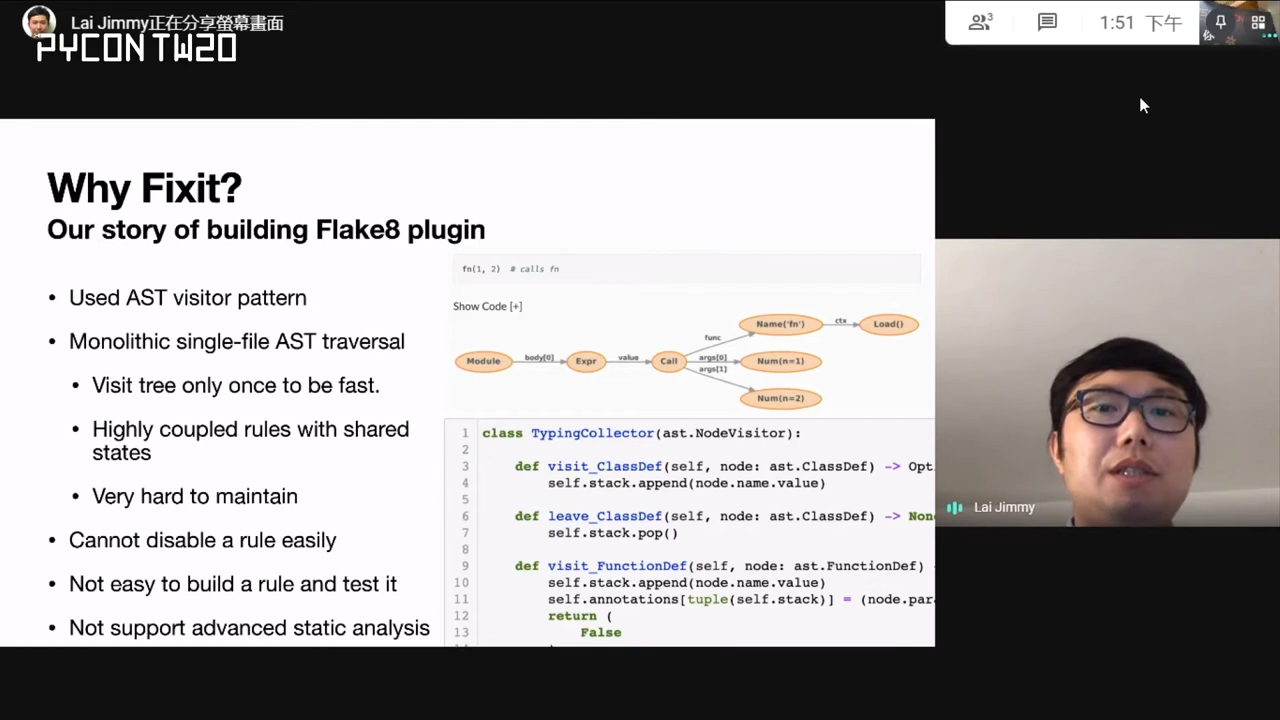 Lai Jimmy正在分享螢幕畫面
PYCON TW20
3
1:51 下午
你
Why Fixit?
Our story of building Flake8 plugin
• Used AST visitor pattern
• Monolithic single-file AST traversal
• Visit tree only once to be fast.
• Highly coupled rules with shared
states
• Very hard to maintain
• Cannot disable a rule easily
• Not easy to build a rule and test it
• Not support advanced static analysis
fn(1, 2) # calls fn
Show Code [+]
Module
body[0]
Expr
value
Call
func
Name('fn')
ctx
Load()
args[0]
Num(n=1)
args[1]
Num(n=2)
1 class TypingCollector(ast.NodeVisitor):
2
3 def visit_ClassDef(self, node: ast.ClassDef) -> Opti
4 self.stack.append(node.name.value)
5
6 def leave_ClassDef(self, node: ast.ClassDef) -> None
7 self.stack.pop()
8
9 def visit_FunctionDef(self, node: ast.FunctionDef)
10 self.stack.append(node.name.value)
11 self.annotations[tuple(self.stack)] = (node.para
12 return (
13 False
Lai Jimmy